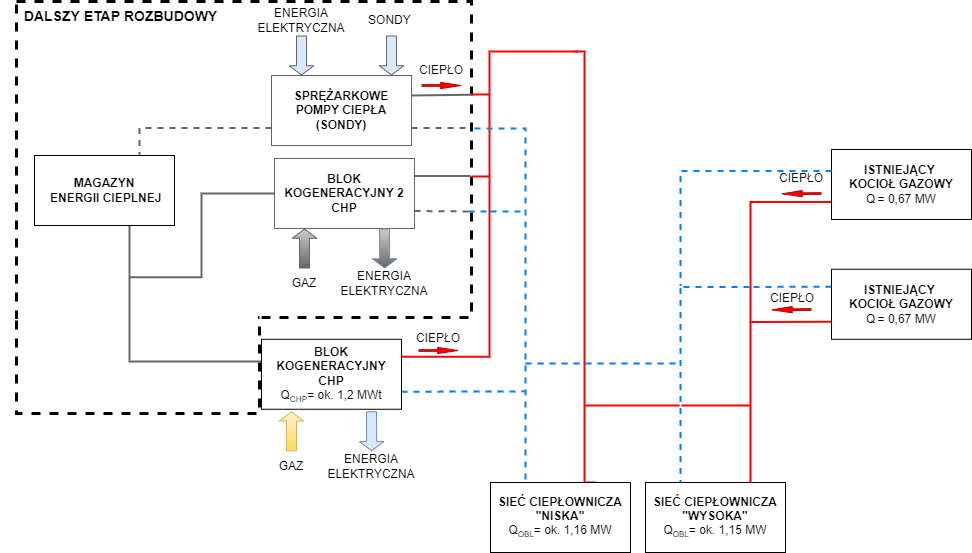 DALSZY ETAP ROZBUDOWY
ENERGIA
ELEKTRYCZNA
SONDY
CIEPŁO
SPRĘŻARKOWE
POMPY CIEPŁA
(SONDY)
MAGAZYN
ENERGII CIEPLNEJ
BLOK
KOGENERACYJNY 2
CHP
GAZ
ENERGIA
ELEKTRYCZNA
CIEPŁO
ISTNIEJĄCY
KOCIOŁ GAZOWY
Q = 0,67 MW
CIEPŁO
ISTNIEJĄCY
KOCIOŁ GAZOWY
Q = 0,67 MW
CIEPŁO
BLOK
KOGENERACYJNY
CHP
QCHP= ok. 1,2 MWt
GAZ
ENERGIA
ELEKTRYCZNA
SIEĆ CIEPŁOWNICZA
"NISKA"
QOBL= ok. 1,16 MW
SIEĆ CIEPŁOWNICZA
"WYSOKA"
QOBL= ok. 1,15 MW